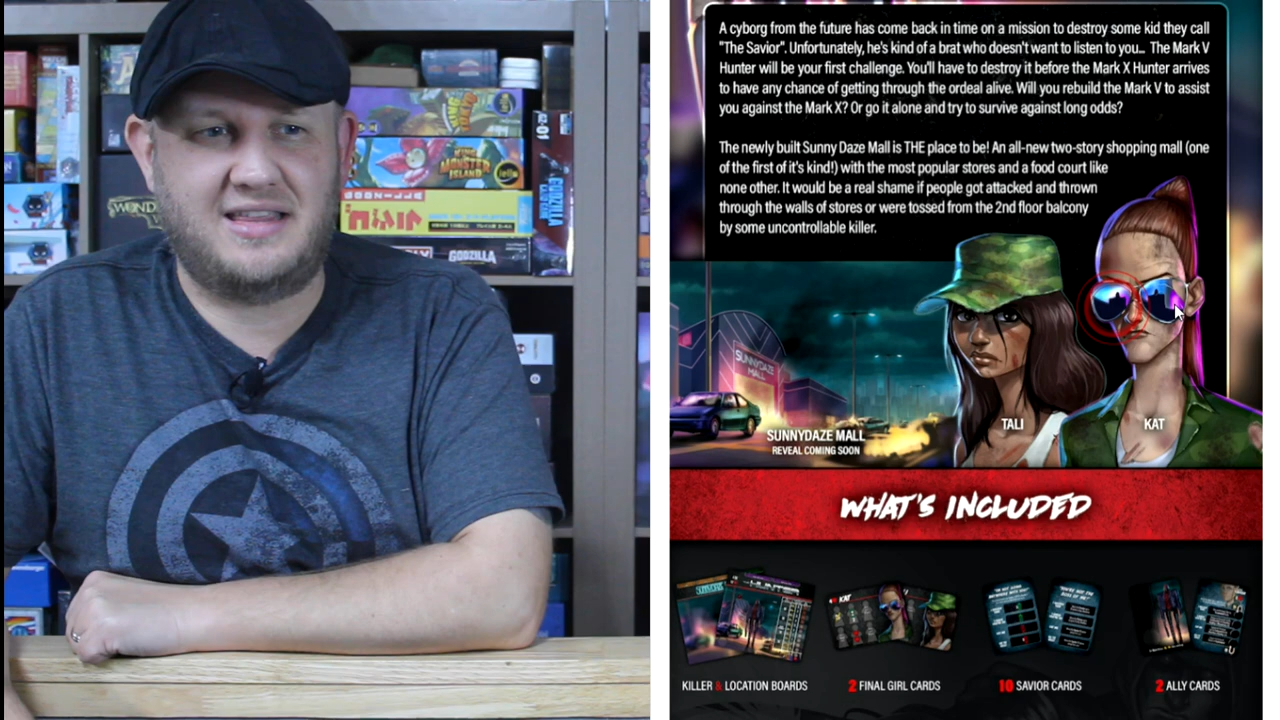 A cyborg from the future has come back in time on a mission to destroy some kid they call
"The Savior". Unfortunately, he's kind of a brat who doesn't want to listen to you... The Mark V
Hunter will be your first challenge. You'll have to destroy it before the Mark X Hunter arrives
to have any chance of getting through the ordeal alive. Will you rebuild the Mark V to assist
you against the Mark X? Or go it alone and try to survive against long odds?
The newly built Sunny Daze Mall is THE place to be! An all-new two-story shopping mall (one
of the first of it's kind!) with the most popular stores and a food court like
none other. It would be a real shame if people got attacked and thrown
through the walls of stores or were tossed from the 2nd floor balcony
by some uncontrollable killer.
MONSTER
ISLAND
GODZILLA
GODZILLA
GODZILLA
SUNNYDAZE
MALL
SUNNYDAZE MALL
REVEAL COMING SOON
TALI
KAT
WHAT'S INCLUDED
KAT
KILLER & LOCATION BOARDS
2 FINAL GIRL CARDS
10 SAVIOR CARDS
2 ALLY CARDS